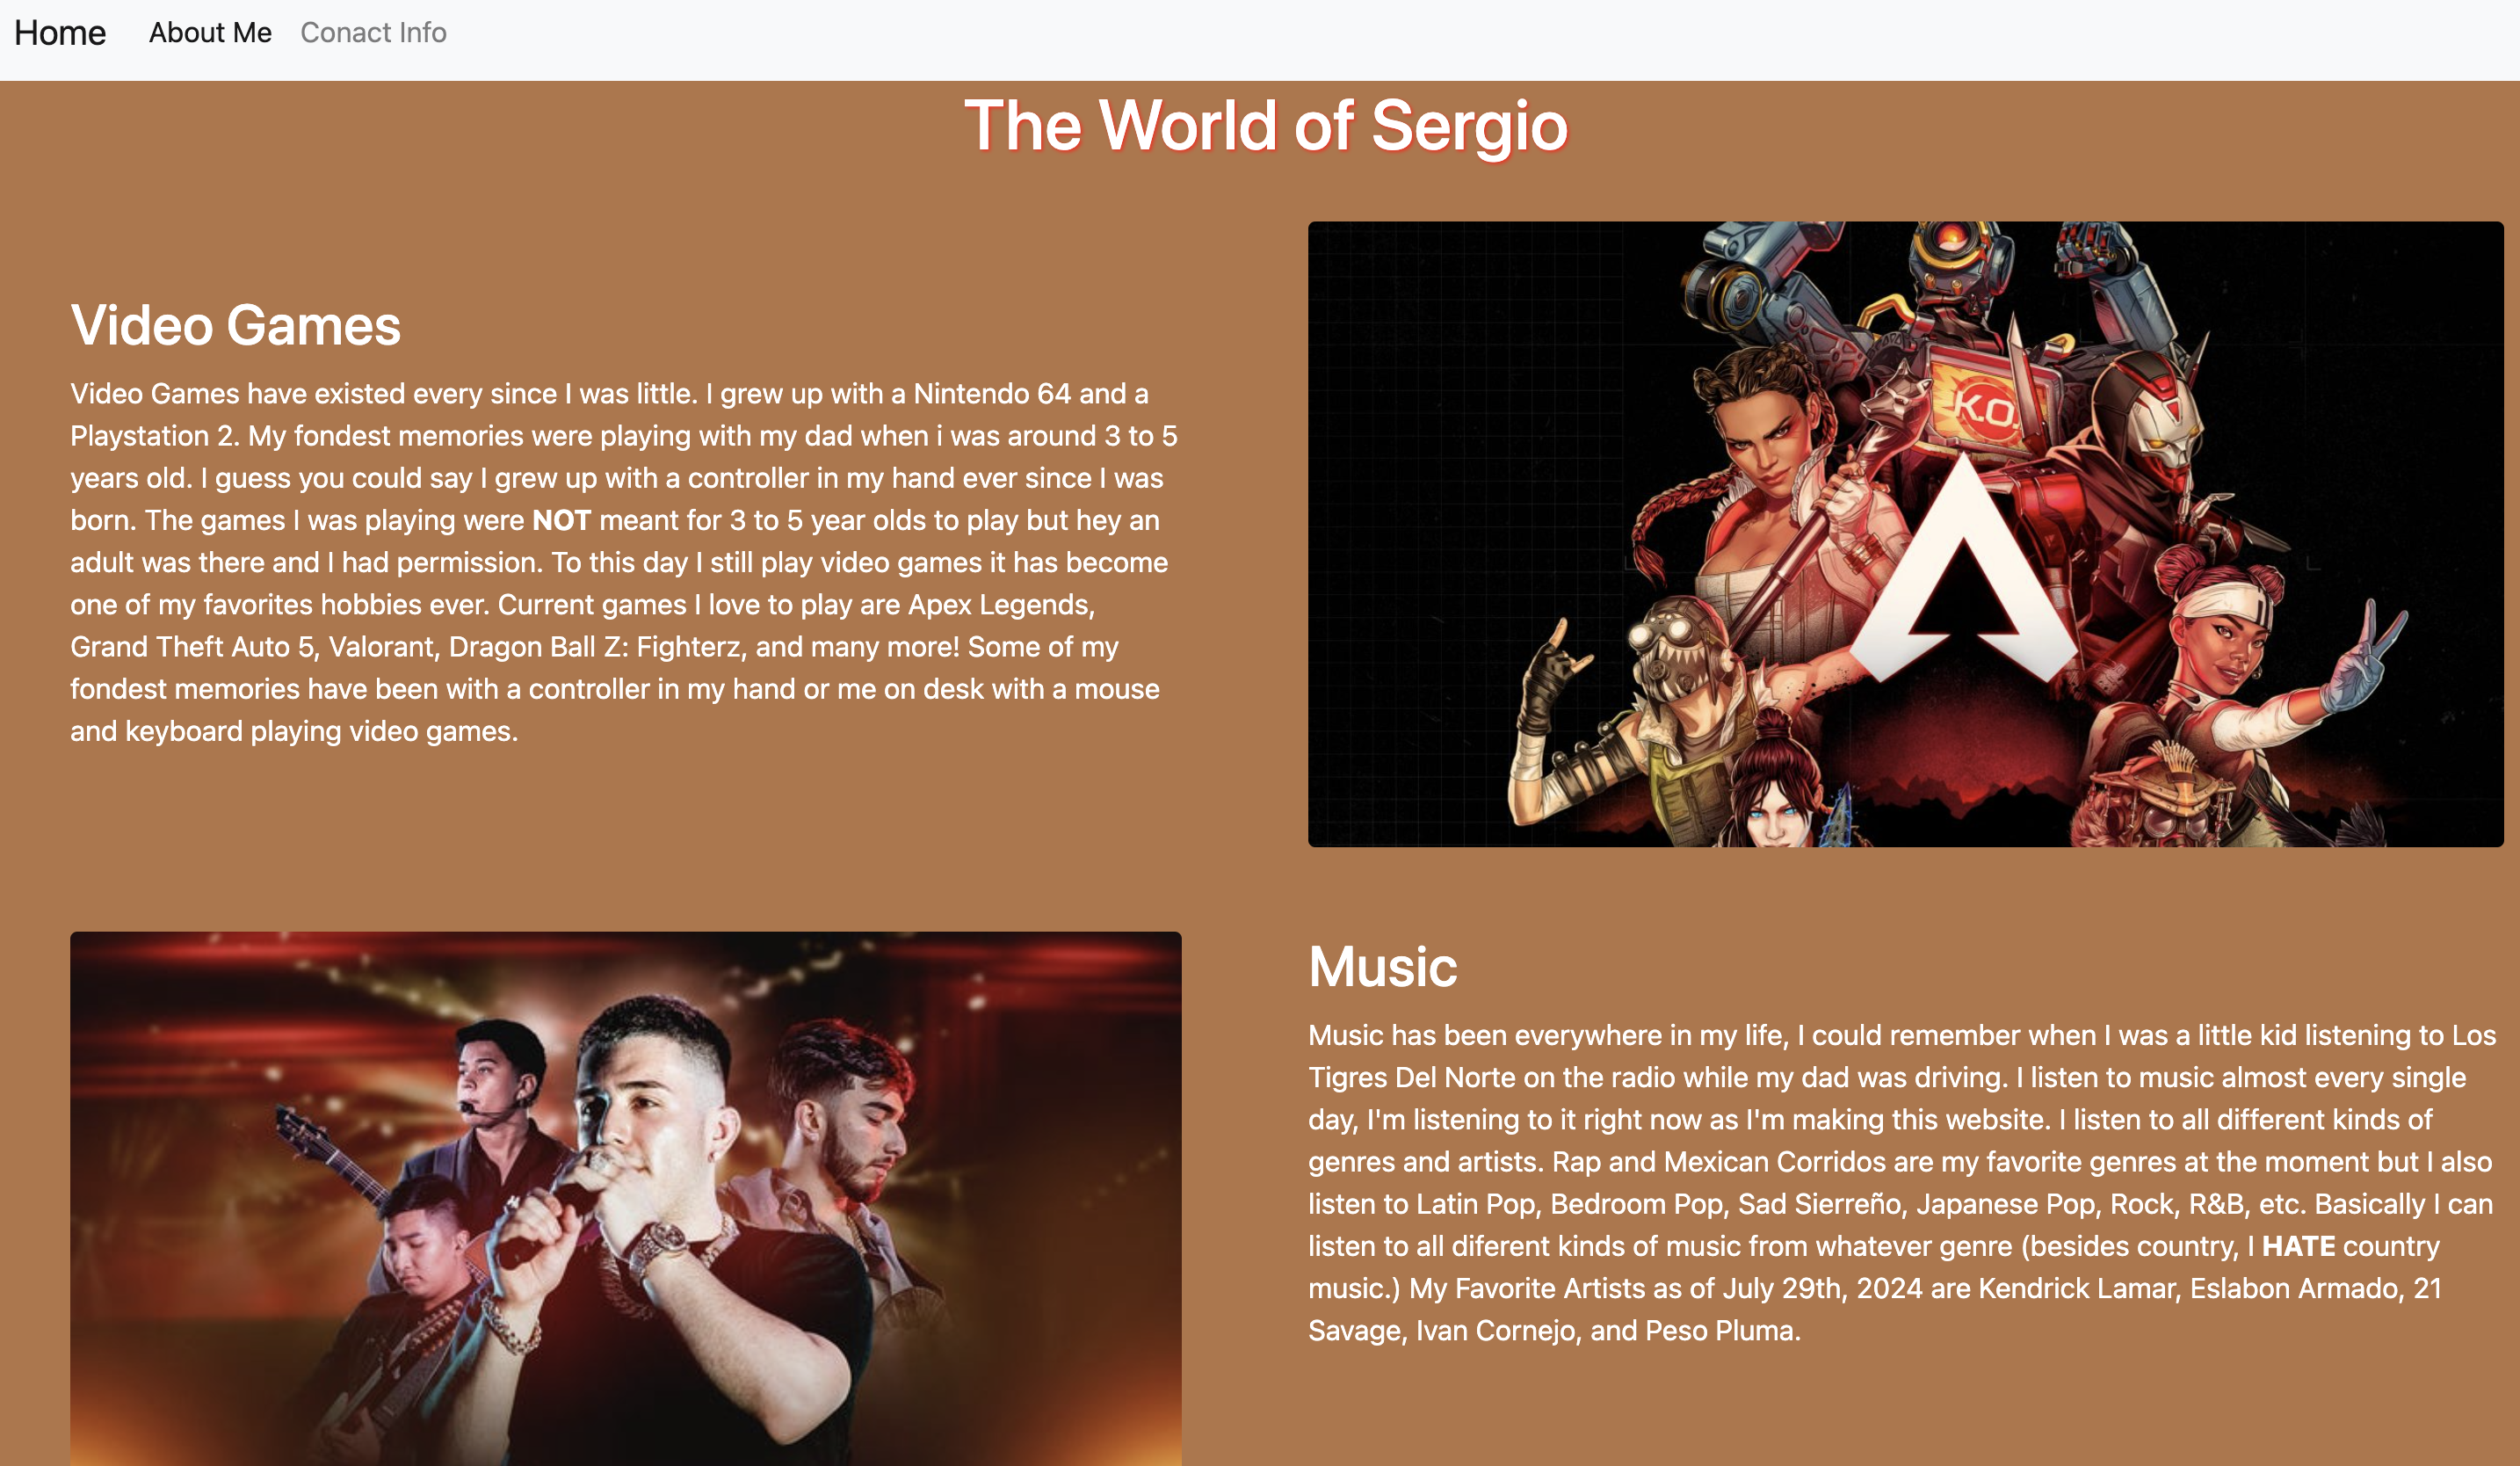 Home About Me Conact Info
The World of Sergio
Video Games
Video Games have existed every since I was little. I grew up with a Nintendo 64 and a
Playstation 2. My fondest memories were playing with my dad when i was around 3 to 5
years old. I guess you could say I grew up with a controller in my hand ever since I was
born. The games I was playing were NOT meant for 3 to 5 year olds to play but hey an
adult was there and I had permission. To this day I still play video games it has become
one of my favorites hobbies ever. Current games I love to play are Apex Legends,
Grand Theft Auto 5, Valorant, Dragon Ball Z: Fighterz, and many more! Some of my
fondest memories have been with a controller in my hand or me on desk with a mouse
and keyboard playing video games.
K.O.
Music
Music has been everywhere in my life, I could remember when I was a little kid listening to Los
Tigres Del Norte on the radio while my dad was driving. I listen to music almost every single
day, I'm listening to it right now as I'm making this website. I listen to all different kinds of
genres and artists. Rap and Mexican Corridos are my favorite genres at the moment but I also
listen to Latin Pop, Bedroom Pop, Sad Sierreño, Japanese Pop, Rock, R&B, etc. Basically I can
listen to all diferent kinds of music from whatever genre (besides country, I HATE country
music.) My Favorite Artists as of July 29th, 2024 are Kendrick Lamar, Eslabon Armado, 21
Savage, Ivan Cornejo, and Peso Pluma.